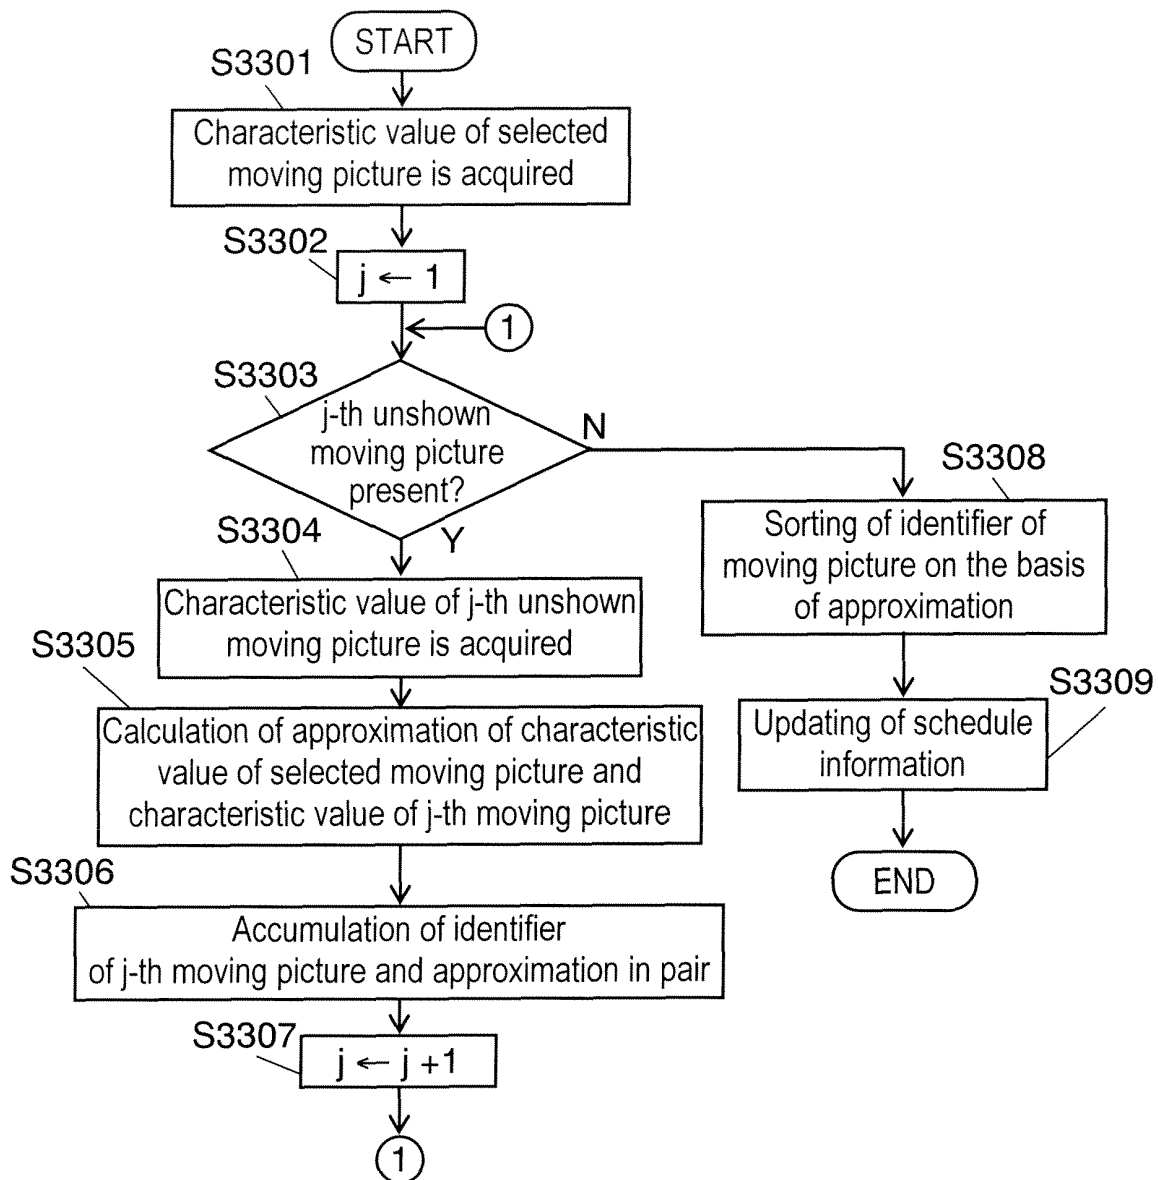 START
S3301
Characteristic value of selected
moving picture is acquired
S3302
j ← 1
1
S3303
j-th unshown
moving picture
present?
N
Y
S3304
Characteristic value of j-th unshown
moving picture is acquired
S3305
Calculation of approximation of characteristic
value of selected moving picture and
characteristic value of j-th moving picture
S3306
Accumulation of identifier
of j-th moving picture and approximation in pair
S3307
j ← j +1
1
S3308
Sorting of identifier of
moving picture on the basis
of approximation
S3309
Updating of schedule
information
END